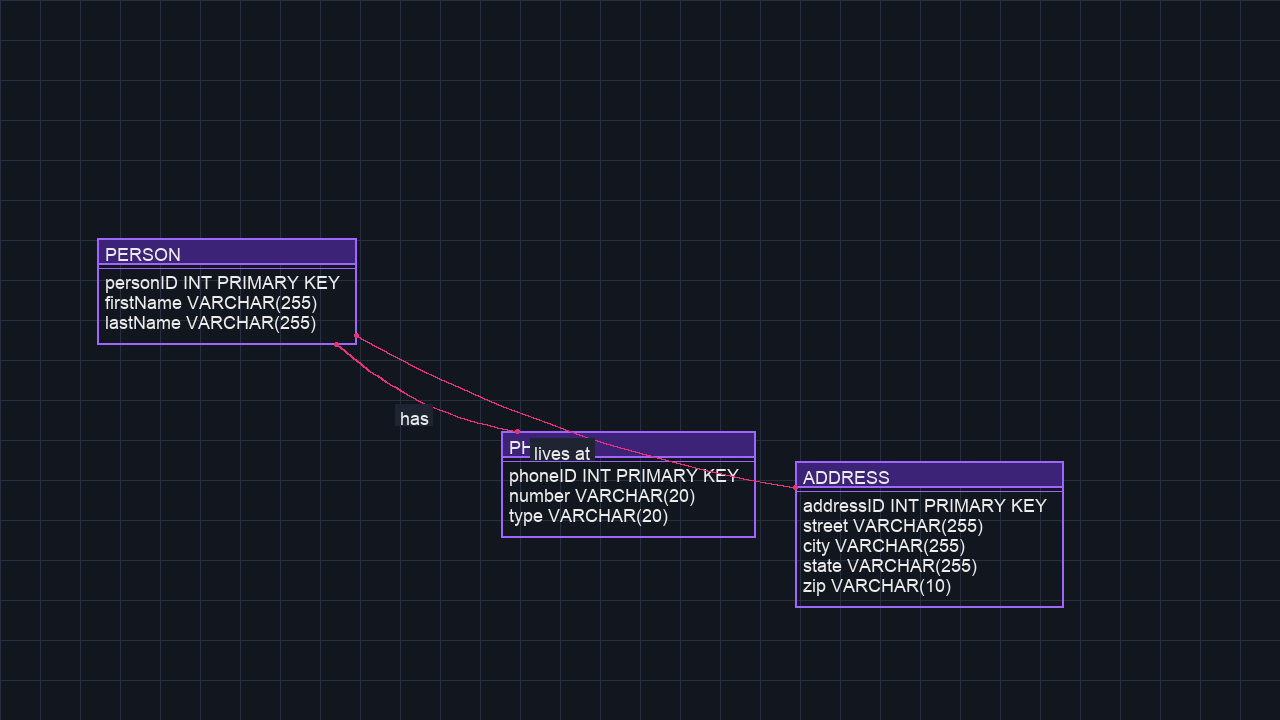 PERSON
personID INT PRIMARY KEY
firstName VARCHAR(255)
lastName VARCHAR(255)
has
lives at
phoneID INT PRIMARY KEY
number VARCHAR(20)
type VARCHAR(20)
ADDRESS
addressID INT PRIMARY KEY
street VARCHAR(255)
city VARCHAR(255)
state VARCHAR(255)
zip VARCHAR(10)